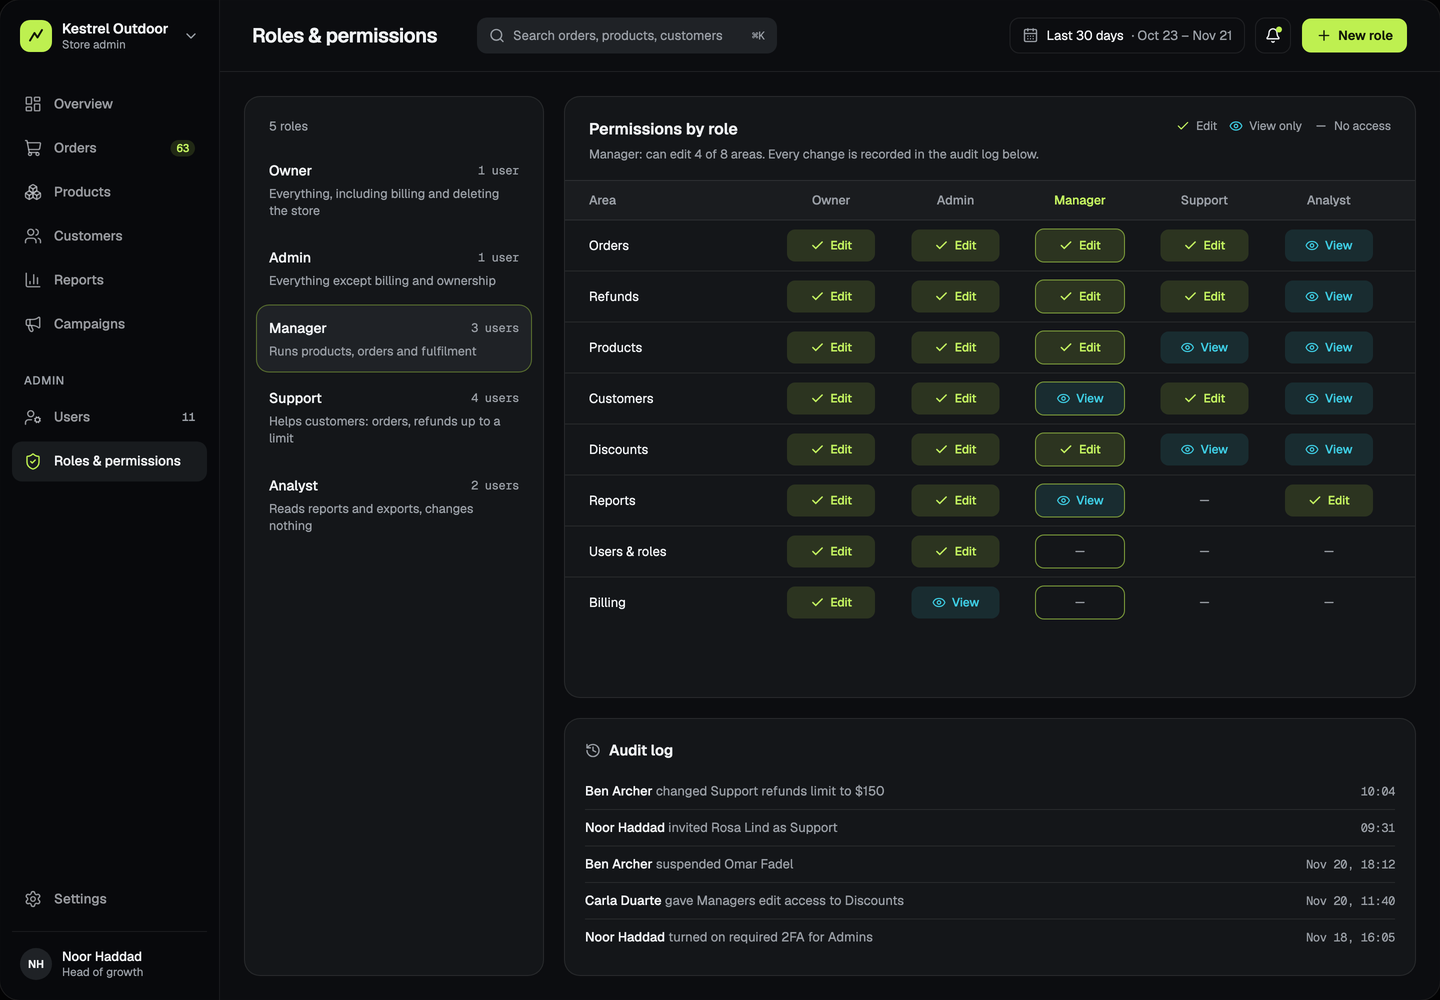 Kestrel Outdoor
Store admin
Overview
Orders 63
Products
Customers
Reports
Campaigns
ADMIN
Users 11
Roles & permissions
Settings
NH
Noor Haddad
Head of growth
Roles & permissions
Search orders, products, customers ⌘K
Last 30 days · Oct 23 – Nov 21
New role
5 roles
Owner 1 user
Everything, including billing and deleting
the store
Admin 1 user
Everything except billing and ownership
Manager 3 users
Runs products, orders and fulfilment
Support 4 users
Helps customers: orders, refunds up to a
limit
Analyst 2 users
Reads reports and exports, changes
nothing
Permissions by role
Edit View only — No access
Manager: can edit 4 of 8 areas. Every change is recorded in the audit log below.
Area Owner Admin Manager Support Analyst
Orders Edit Edit Edit Edit View
Refunds Edit Edit Edit Edit View
Products Edit Edit Edit View View
Customers Edit Edit View Edit View
Discounts Edit Edit Edit View View
Reports Edit Edit View — Edit
Users & roles Edit Edit — — —
Billing Edit View — — —
Audit log
Ben Archer changed Support refunds limit to $150 10:04
Noor Haddad invited Rosa Lind as Support 09:31
Ben Archer suspended Omar Fadel Nov 20, 18:12
Carla Duarte gave Managers edit access to Discounts Nov 20, 11:40
Noor Haddad turned on required 2FA for Admins Nov 18, 16:05